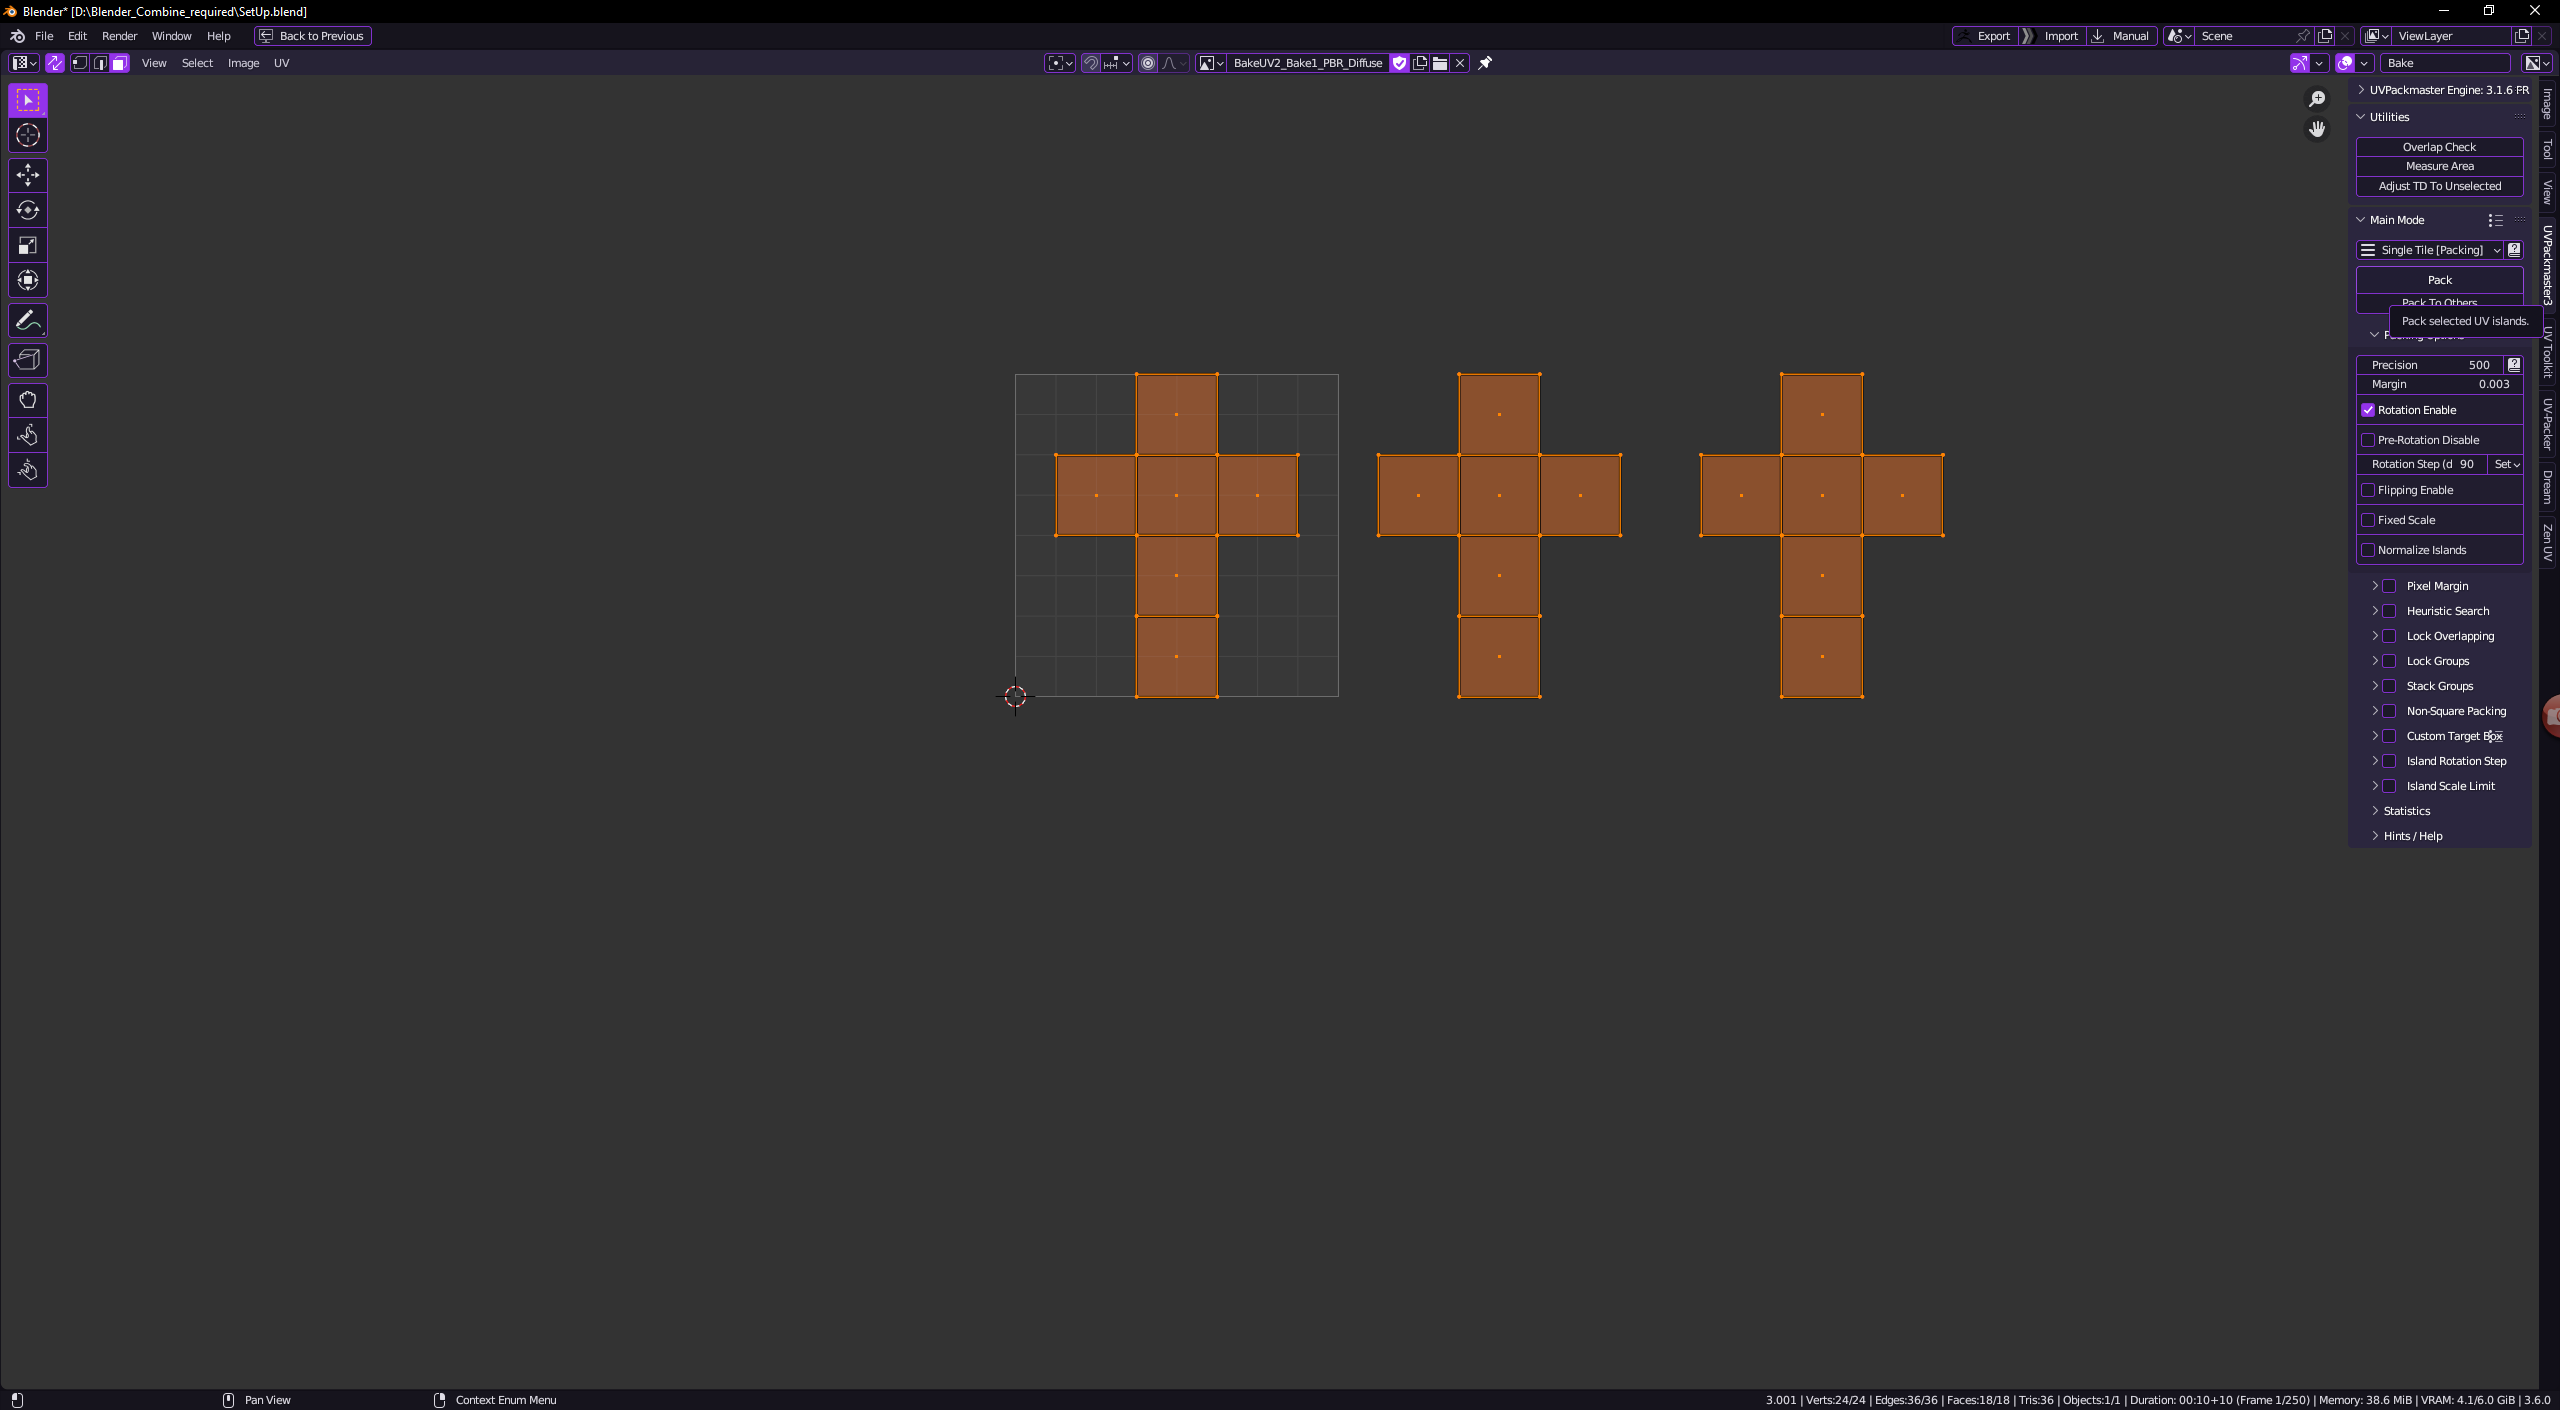 Blender* [D:\Blender_Combine_required\SetUp.blend]
File Edit Render Window Help Back to Previous Export Import Manual Scene ViewLayer
View Select Image UV BakeUV2_Bake1_PBR_Diffuse Bake
UVPackmaster Engine: 3.1.6 PR
Utilities
Overlap Check
Measure Area
Adjust TD To Unselected
Main Mode
Single Tile [Packing]
Pack
Pack To Others
Pack selected UV islands.
Precision 500
Margin 0.003
Rotation Enable
Pre-Rotation Disable
Rotation Step (d 90 Set
Flipping Enable
Fixed Scale
Normalize Islands
Pixel Margin
Heuristic Search
Lock Overlapping
Lock Groups
Stack Groups
Non-Square Packing
Custom Target Box
Island Rotation Step
Island Scale Limit
Statistics
Hints / Help
Image
Tool
View
UVPackmaster3
UV Toolkit
UV-Packer
Dream
Zen UV
Pan View Context Enum Menu 3.001 | Verts:24/24 | Edges:36/36 | Faces:18/18 | Tris:36 | Objects:1/1 | Duration: 00:10+10 (Frame 1/250) | Memory: 38.6 MiB | VRAM: 4.1/6.0 GiB | 3.6.0